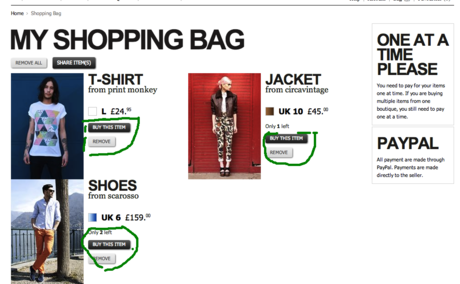 Home › Shopping Bag
MY SHOPPING BAG
REMOVE ALL
SHARE ITEM(S)
T-SHIRT
from print monkey
L £24.95
BUY THIS ITEM
REMOVE
JACKET
from circavintage
UK 10 £45.00
Only 1 left
BUY THIS ITEM
REMOVE
SHOES
from scarosso
UK 6 £159.00
Only 2 left
BUY THIS ITEM
REMOVE
ONE AT A
TIME
PLEASE
You need to pay for your items
one at time. If you are buying
multiple items from one
boutique, you still need to pay
one at a time.
PAYPAL
All payment are made through
PayPal. Payments are made
directly to the seller.